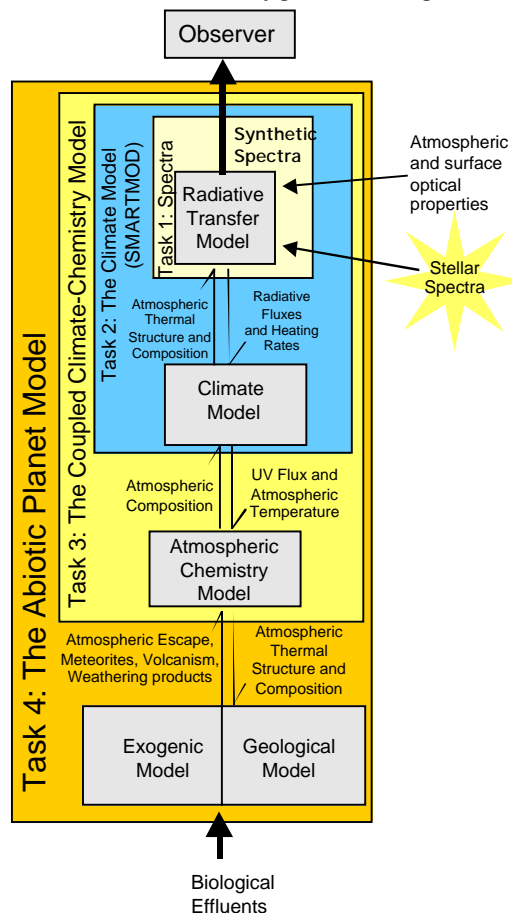 Observer
Synthetic
Spectra
Radiative
Transfer
Model
Task 1: Spectra
Task 2: The Climate Model
(SMARTMOD)
Task 3: The Coupled Climate-Chemistry Model
Task 4: The Abiotic Planet Model
Atmospheric
and surface
optical
properties
Stellar
Spectra
Atmospheric
Thermal
Structure and
Composition
Radiative
Fluxes
and Heating
Rates
Climate
Model
Atmospheric
Composition
UV Flux and
Atmospheric
Temperature
Atmospheric
Chemistry
Model
Atmospheric Escape,
Meteorites, Volcanism,
Weathering products
Atmospheric
Thermal
Structure and
Composition
Exogenic
Model
Geological
Model
Biological
Effluents